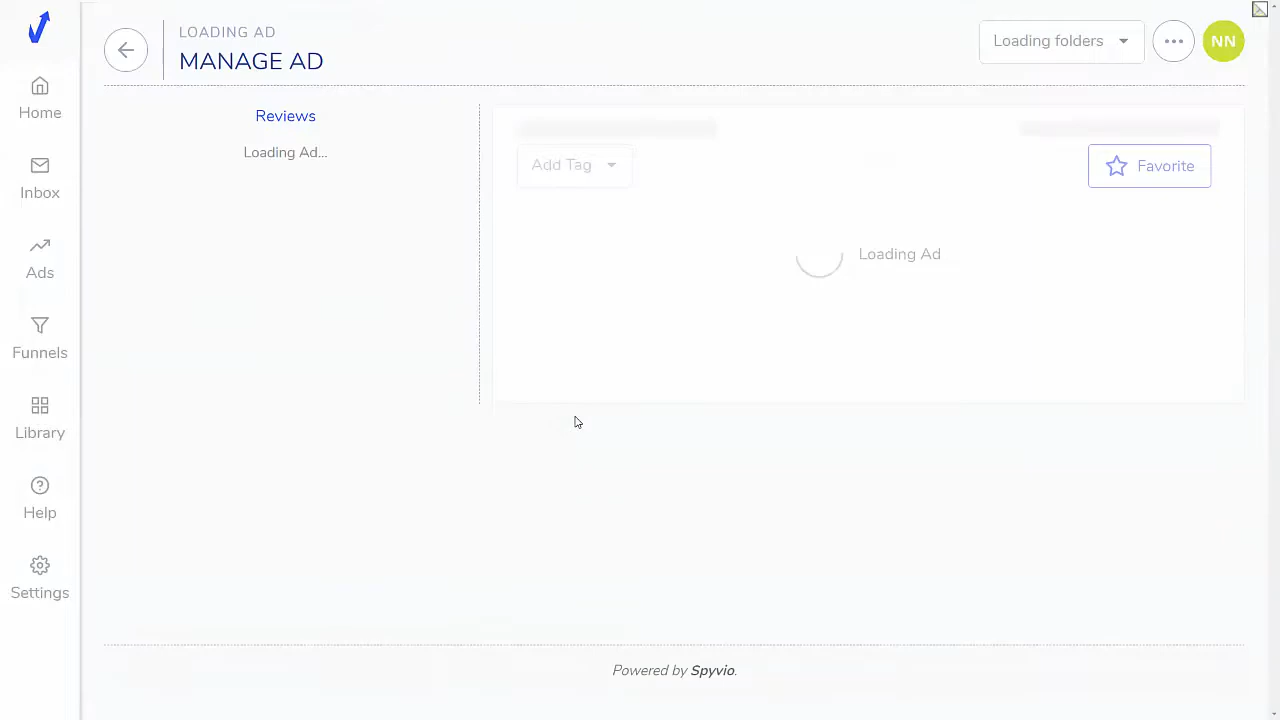 LOADING AD
MANAGE AD
Loading folders
NN
Home
Inbox
Ads
Funnels
Library
Help
Settings
Reviews
Loading Ad...
Add Tag
Favorite
Loading Ad
Powered by Spyvio.